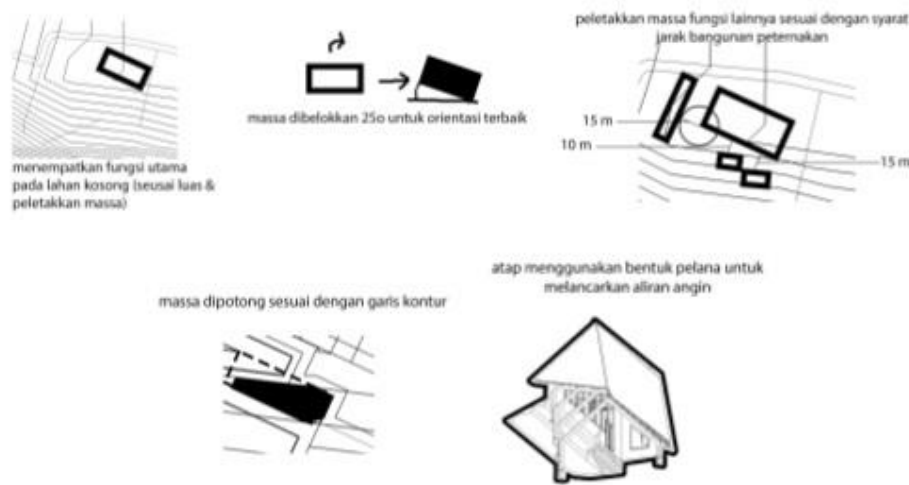 peletakkan massa fungsi lainnya sesuai dengan syarat
jarak bangunan peternakan
massa dibelokkan 25o untuk orientasi terbaik
15 m
10 m
15 m
menempatkan fungsi utama
pada lahan kosong (seusai luas &
peletakkan massa)
massa dipotong sesuai dengan garis kontur
atap menggunakan bentuk pelana untuk
melancarkan aliran angin